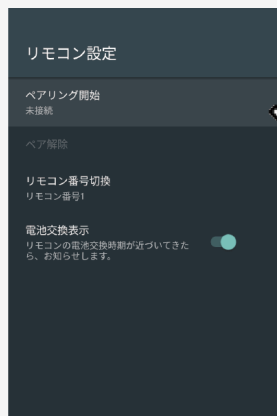 リモコン設定
ペアリング開始
未接続
ペア解除
リモコン番号切換
リモコン番号1
電池交換表示
リモコンの電池交換時期が近づいてきた
ら、お知らせします。